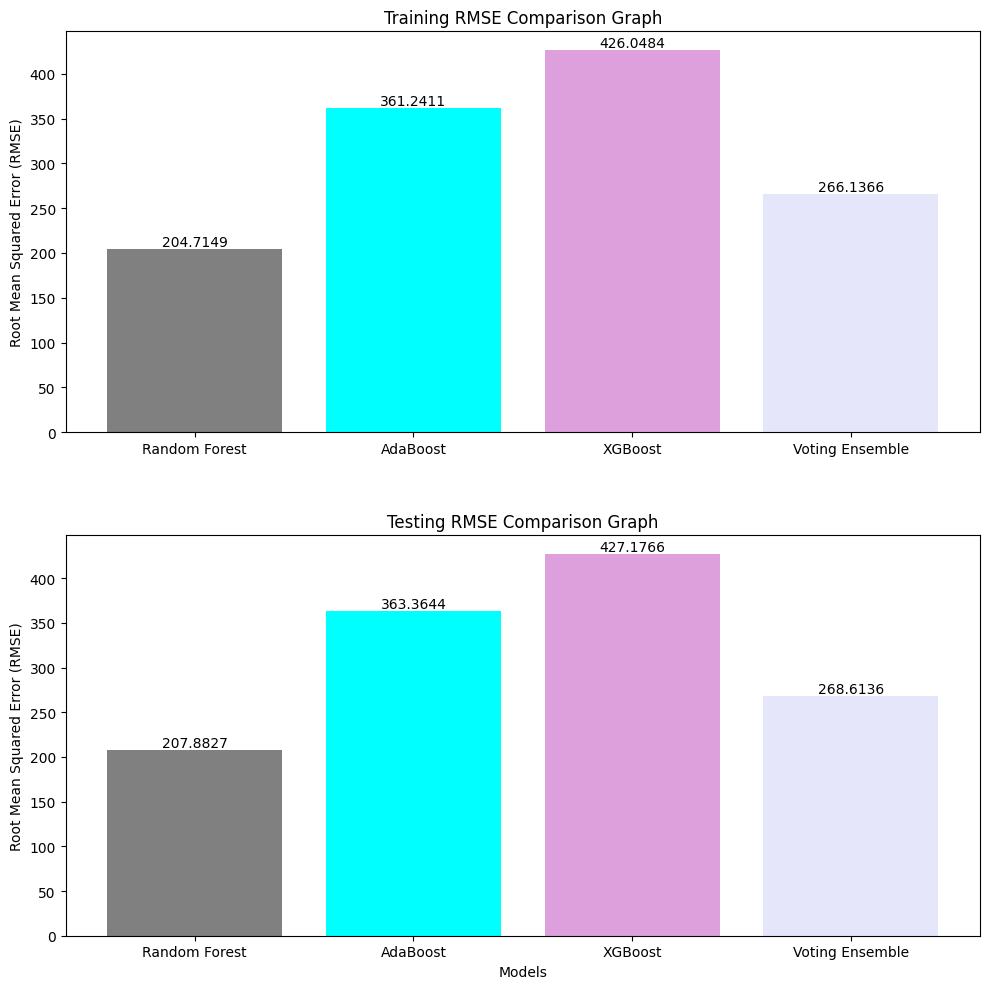 Training RMSE Comparison Graph
Root Mean Squared Error (RMSE)
400
350
300
250
200
150
100
50
0
204.7149
361.2411
426.0484
266.1366
Random Forest
AdaBoost
XGBoost
Voting Ensemble
Testing RMSE Comparison Graph
Root Mean Squared Error (RMSE)
400
350
300
250
200
150
100
50
0
207.8827
363.3644
427.1766
268.6136
Random Forest
AdaBoost
XGBoost
Voting Ensemble
Models